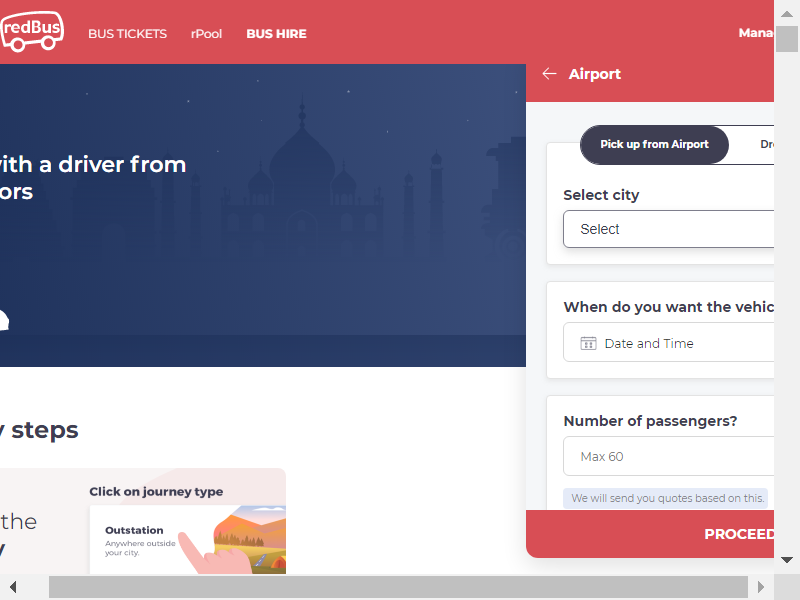 redBus
BUS TICKETS
rPool
BUS HIRE
Mana
Airport
ith a driver from
ors
Pick up from Airport
Dr
Select city
Select
When do you want the vehic
Date and Time
Number of passengers?
Max 60
We will send you quotes based on this.
PROCEED
y steps
the
y
Click on journey type
Outstation
Anywhere outside
your city.